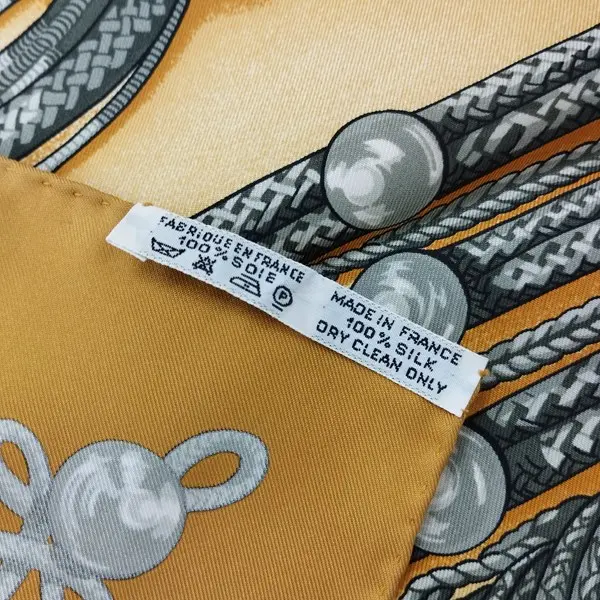 FABRIQUE EN FRANCE
100% SOIE
P
MADE IN FRANCE
100% SILK
DRY CLEAN ONLY